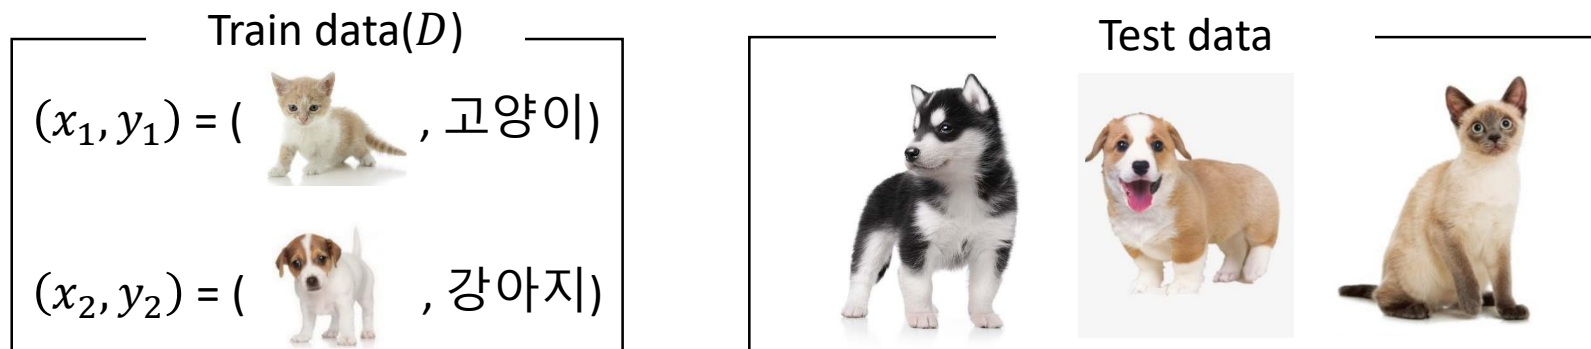 Train data(D)
(x₁, y₁) = ( , 고양이)
(x₂, y₂) = ( , 강아지)
Test data